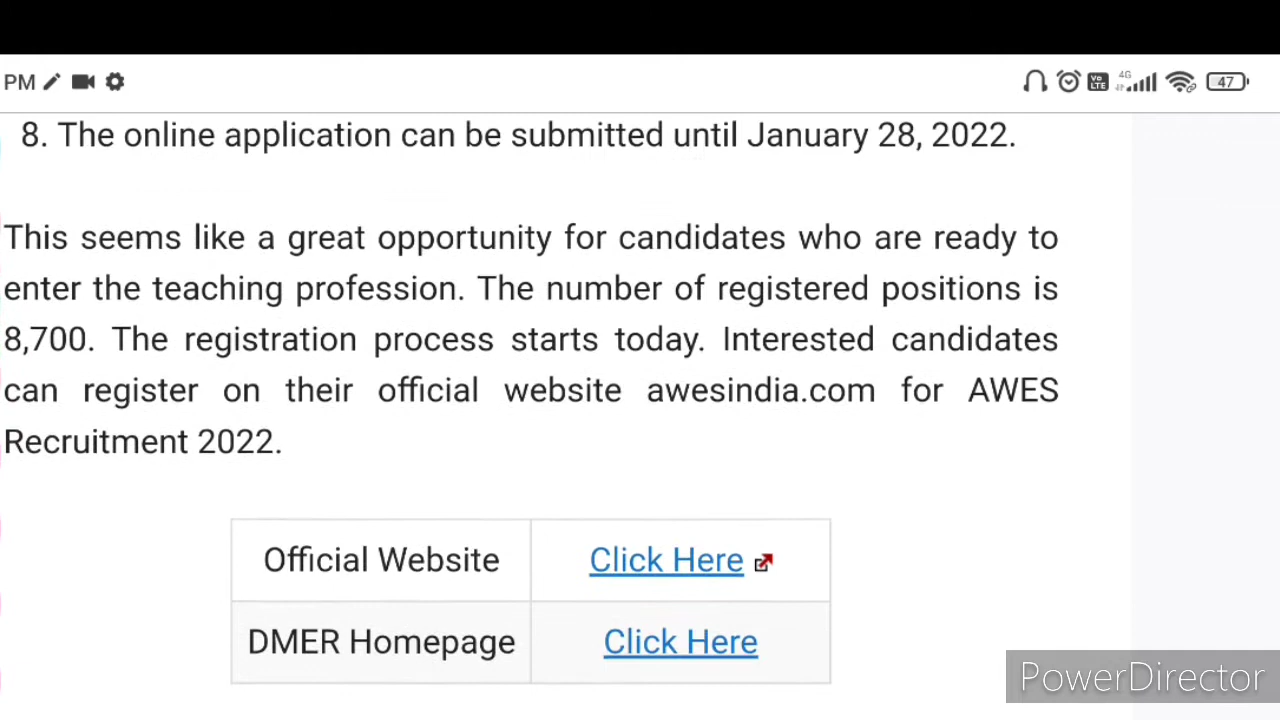 PM
4G
Vo
LTE
47
8. The online application can be submitted until January 28, 2022.
This seems like a great opportunity for candidates who are ready to
enter the teaching profession. The number of registered positions is
8,700. The registration process starts today. Interested candidates
can register on their official website awesindia.com for AWES
Recruitment 2022.
Official Website Click Here
DMER Homepage Click Here
PowerDirector